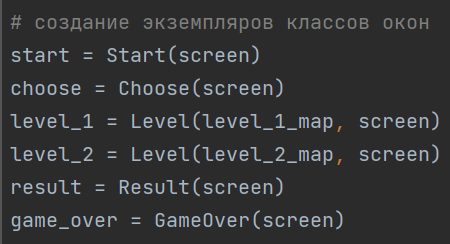 # создание экземпляров классов окон
start = Start(screen)
choose = Choose(screen)
level_1 = Level(level_1_map, screen)
level_2 = Level(level_2_map, screen)
result = Result(screen)
game_over = GameOver(screen)